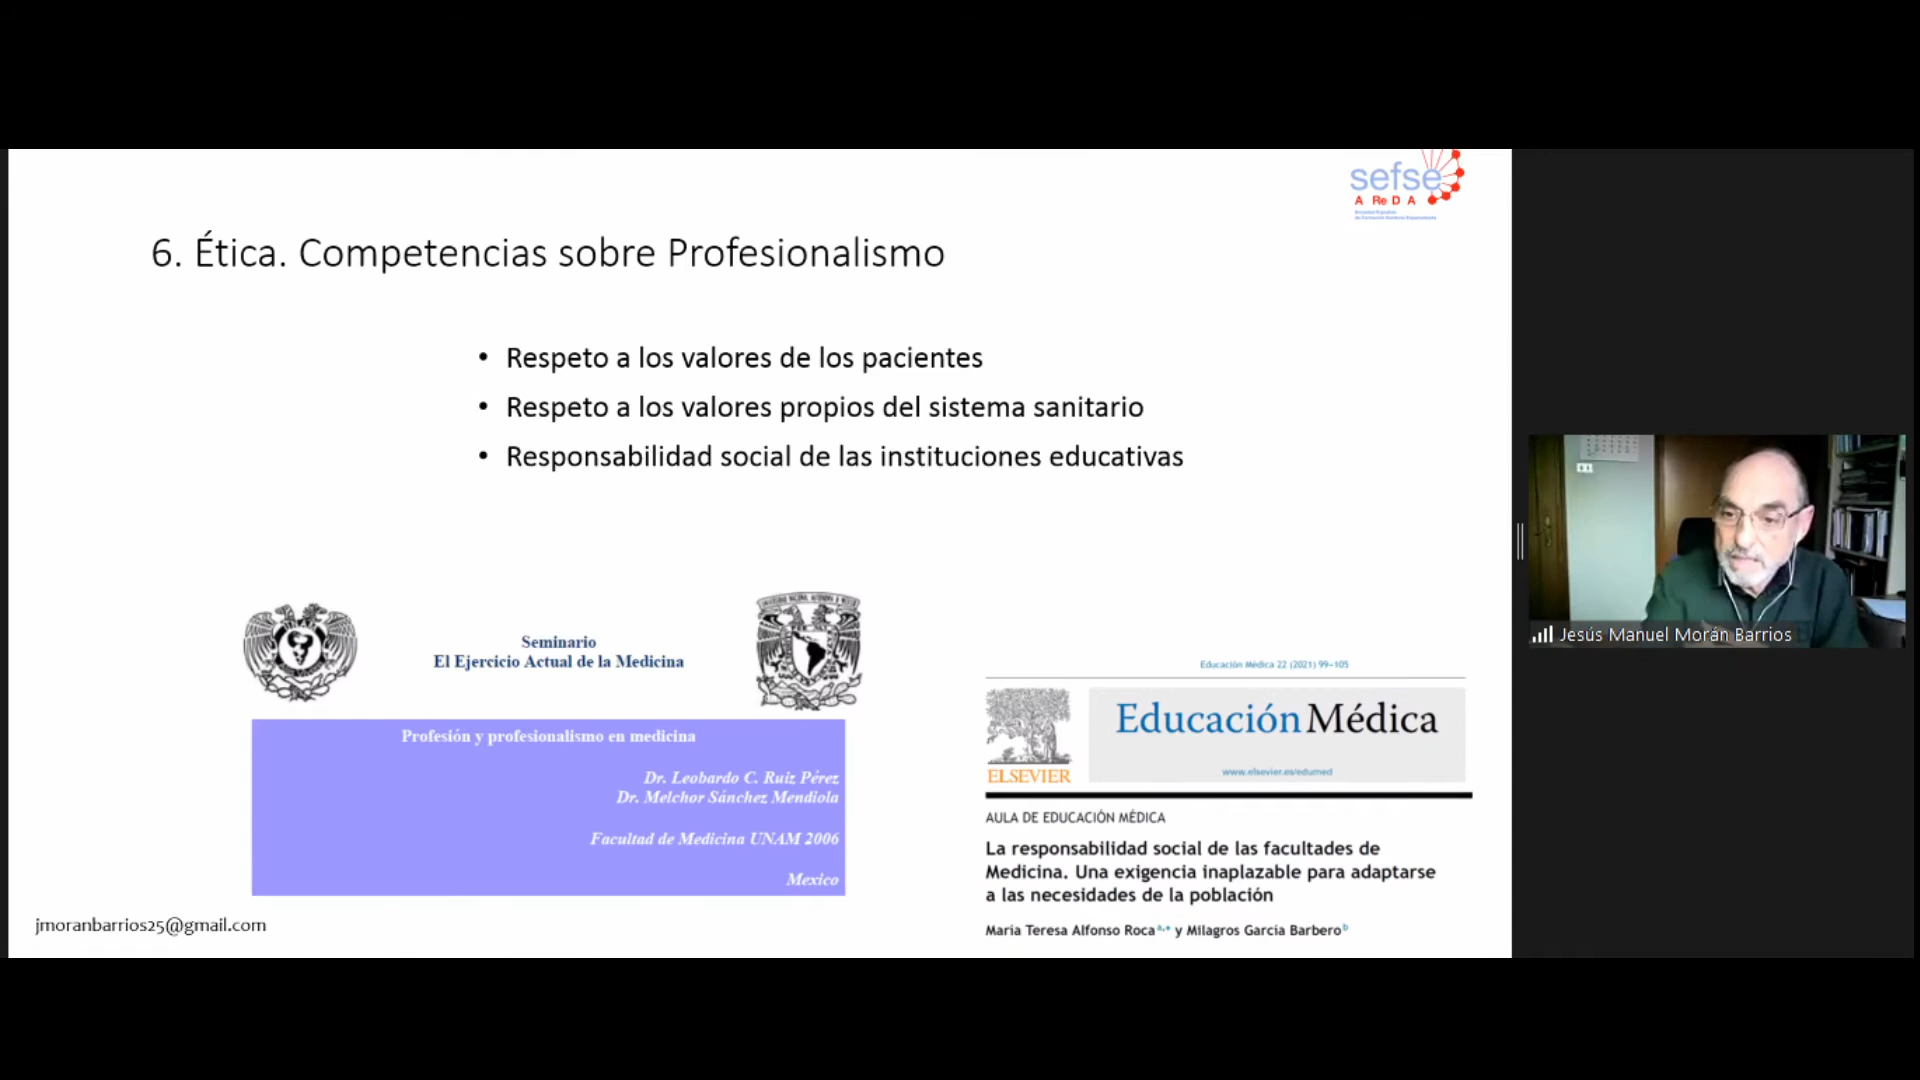 sefse
A ReDA
6. Ética. Competencias sobre Profesionalismo
• Respeto a los valores de los pacientes
• Respeto a los valores propios del sistema sanitario
• Responsabilidad social de las instituciones educativas
Seminario
El Ejercicio Actual de la Medicina
Profesión y profesionalismo en medicina
Dr. Leobardo C. Ruiz Pérez
Dr. Melchor Sánchez Mendiola
Facultad de Medicina UNAM 2006
Mexico
Educación Médica 22 (2021) 99-105
ELSEVIER
Educación Médica
www.elsevier.es/edumed
AULA DE EDUCACIÓN MÉDICA
La responsabilidad social de las facultades de
Medicina. Una exigencia inaplazable para adaptarse
a las necesidades de la población
Maria Teresa Alfonso Roca a,* y Milagros Garcia Barbero b
jmoranbarrios25@gmail.com
Jesús Manuel Morán Barrios